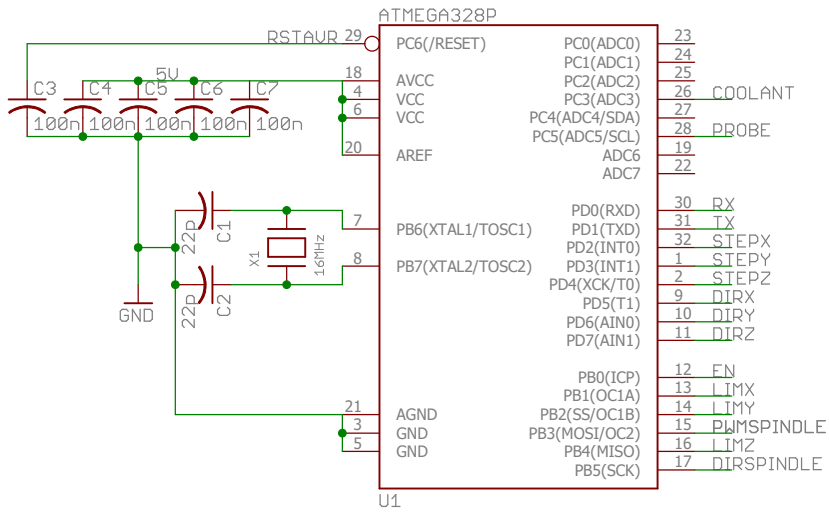 ATMEGA328P
RSTAVR 29 PC6(/RESET) PC0(ADC0) 23
PC1(ADC1) 24
C3 C4 5V C5 C6 C7 18 AVCC PC2(ADC2) 25
4 VCC PC3(ADC3) 26 COOLANT
100n 100n 100n 100n 100n 6 VCC PC4(ADC4/SDA) 27
PC5(ADC5/SCL) 28 PROBE
20 AREF ADC6 19
ADC7 22
PD0(RXD) 30 RX
22p C1 7 PB6(XTAL1/TOSC1) PD1(TXD) 31 TX
PD2(INT0) 32 STEPX
X1 16MHz 8 PB7(XTAL2/TOSC2) PD3(INT1) 1 STEPY
PD4(XCK/T0) 2 STEPZ
22p C2 PD5(T1) 9 DIRX
GND PD6(AIN0) 10 DIRY
PD7(AIN1) 11 DIRZ
PB0(ICP) 12 EN
PB1(OC1A) 13 LIMX
21 AGND PB2(SS/OC1B) 14 LIMY
3 GND PB3(MOSI/OC2) 15 PWMSPINDLE
5 GND PB4(MISO) 16 LIMZ
PB5(SCK) 17 DIRSPINDLE
U1